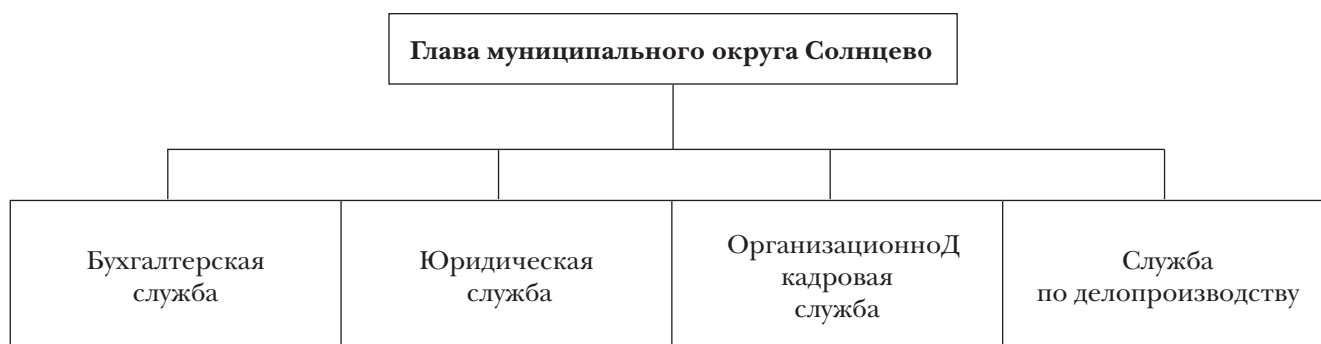 Глава муниципального округа Солнцево
Бухгалтерская
служба
Юридическая
служба
ОрганизационноД
кадровая
служба
Служба
по делопроизводству